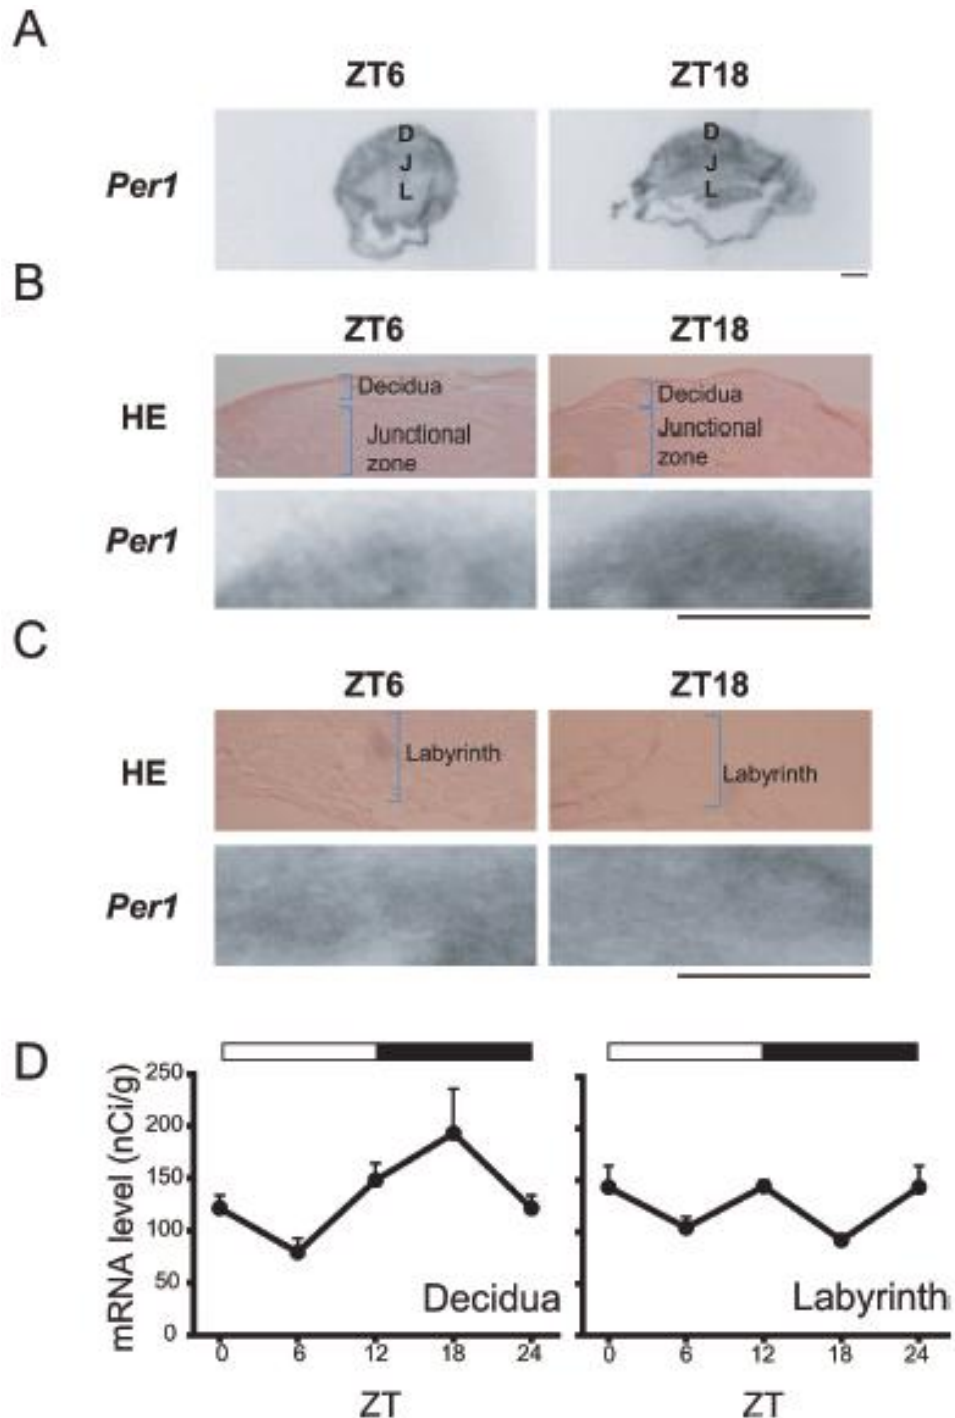 A
ZT6 ZT18
Per1
D D
J J
L L
B
ZT6 ZT18
HE
Decidua Decidua
Junctional Junctional
zone zone
Per1
C
ZT6 ZT18
HE
Labyrinth Labyrinth
Per1
D
mRNA level (nCi/g)
250
200
150
100
50
0
Decidua Labyrinth
0 6 12 18 24 0 6 12 18 24
ZT ZT